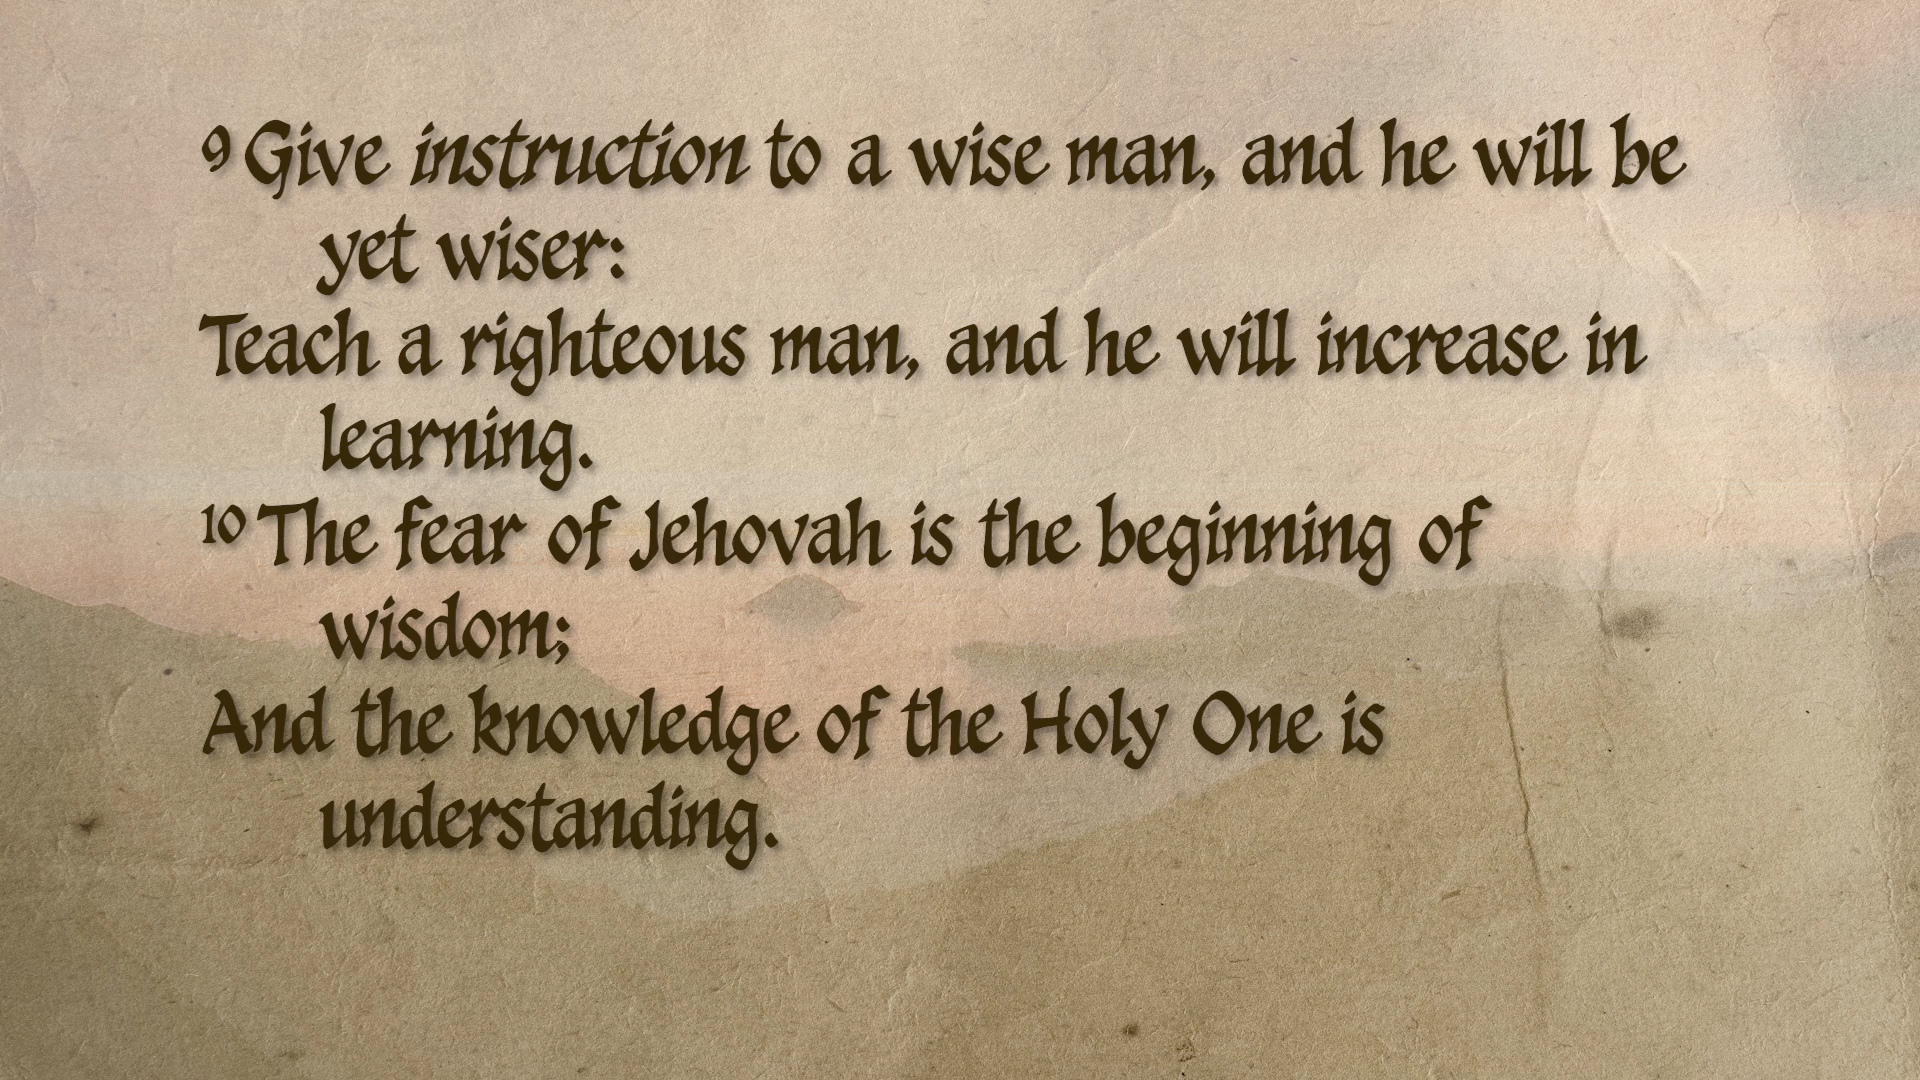 9 Give instruction to a wise man, and he will be
yet wiser:
Teach a righteous man, and he will increase in
learning.
10 The fear of Jehovah is the beginning of
wisdom;
And the knowledge of the Holy One is
understanding.